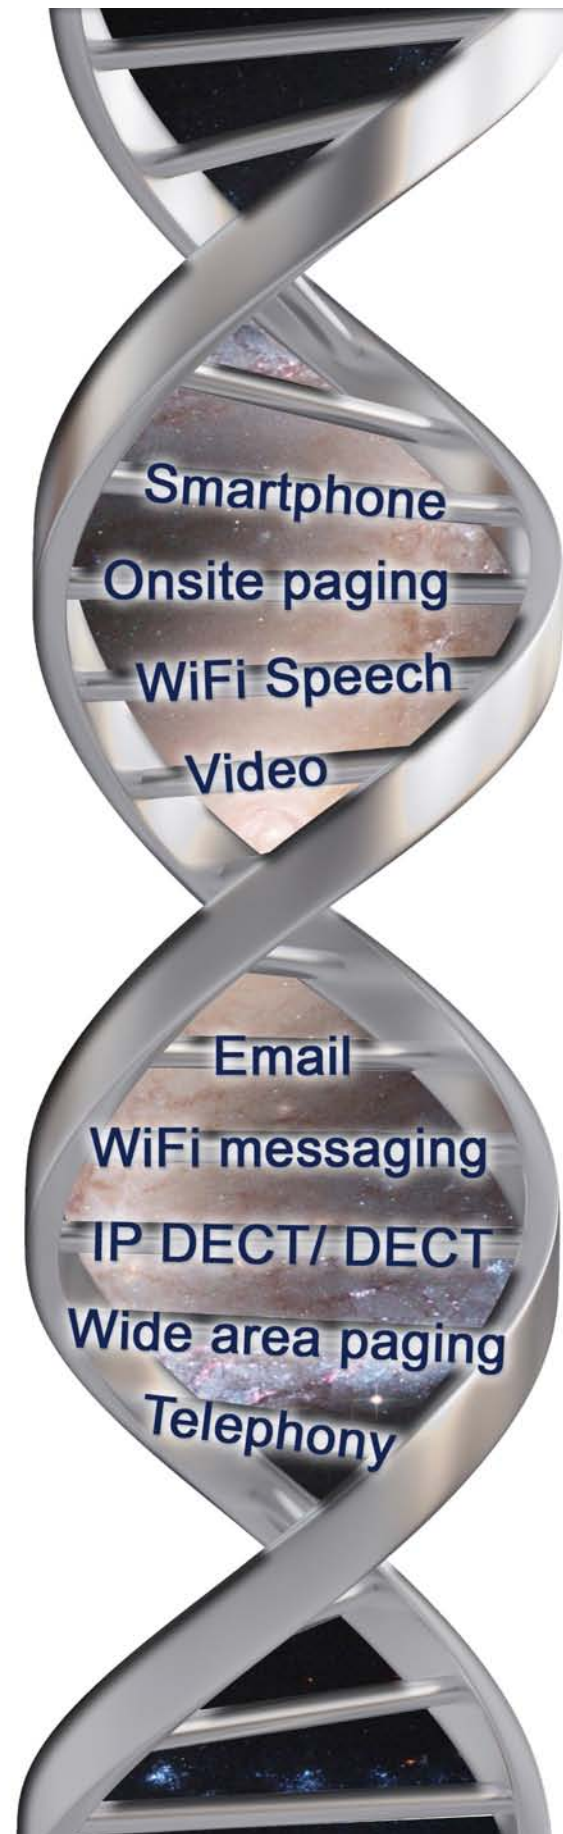 Smartphone
Onsite paging
WiFi Speech
Video
Email
WiFi messaging
IP DECT/ DECT
Wide area paging
Telephony